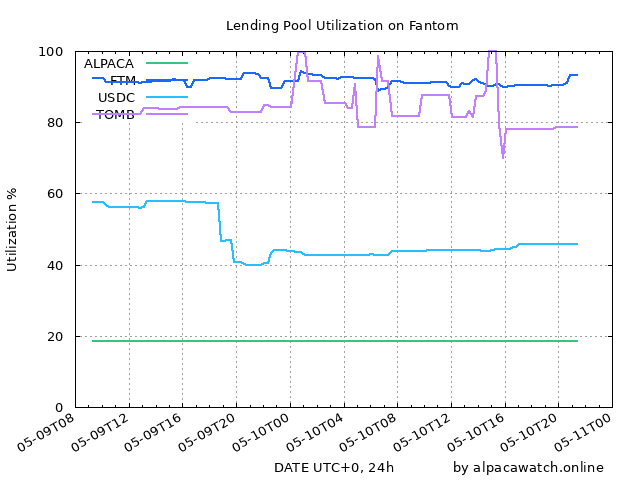 Lending Pool Utilization on Fantom
Utilization %
100
80
60
40
20
0
ALPACA
FTM
USDC
TOMB
05-09T08
05-09T12
05-09T16
05-09T20
05-10T00
05-10T04
05-10T08
05-10T12
05-10T16
05-10T20
05-11T00
DATE UTC+0, 24h
by alpacawatch.online